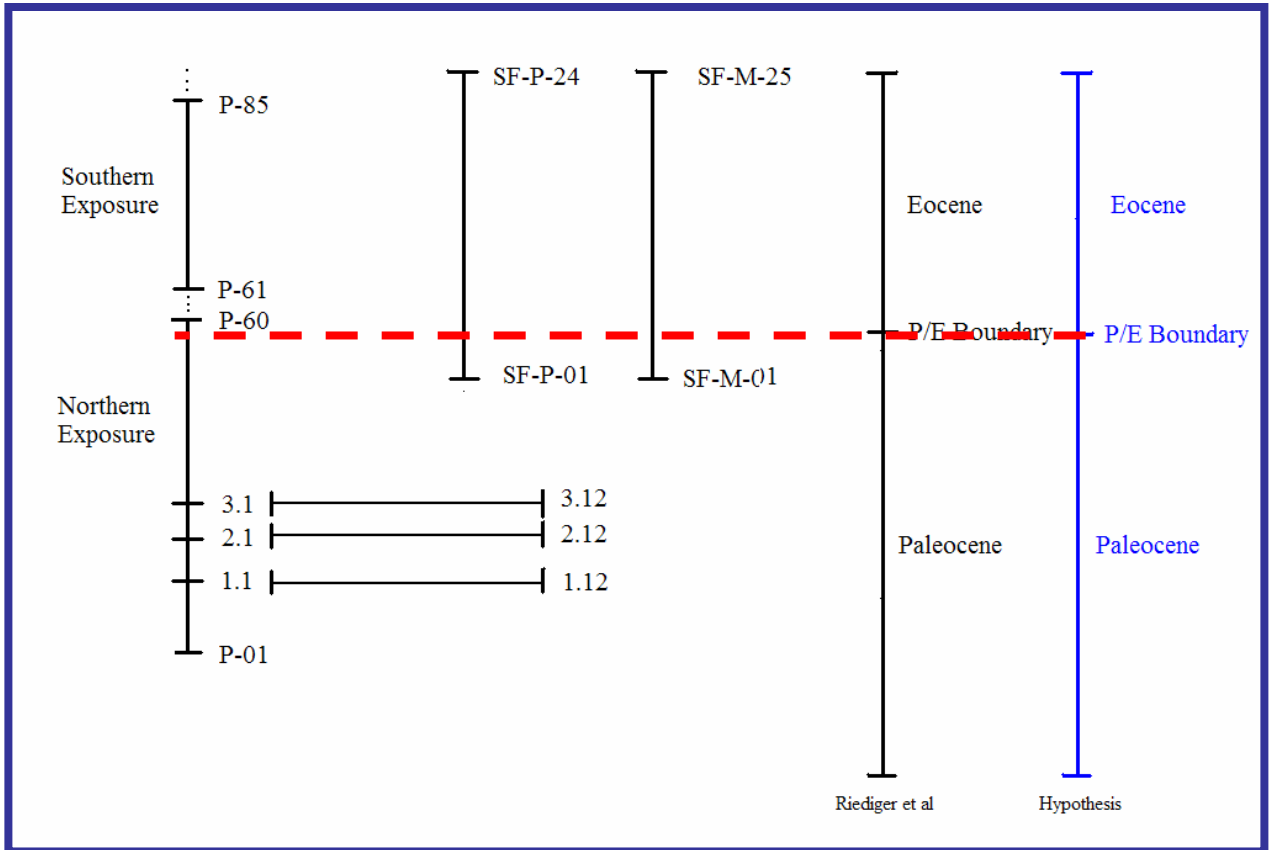 SF-P-24
SF-M-25
P-85
Southern
Exposure
Eocene
Eocene
P-61
P-60
P/E Boundary
P/E Boundary
SF-P-01
SF-M-01
Northern
Exposure
3.1
3.12
2.1
2.12
Paleocene
Paleocene
1.1
1.12
P-01
Riediger et al
Hypothesis